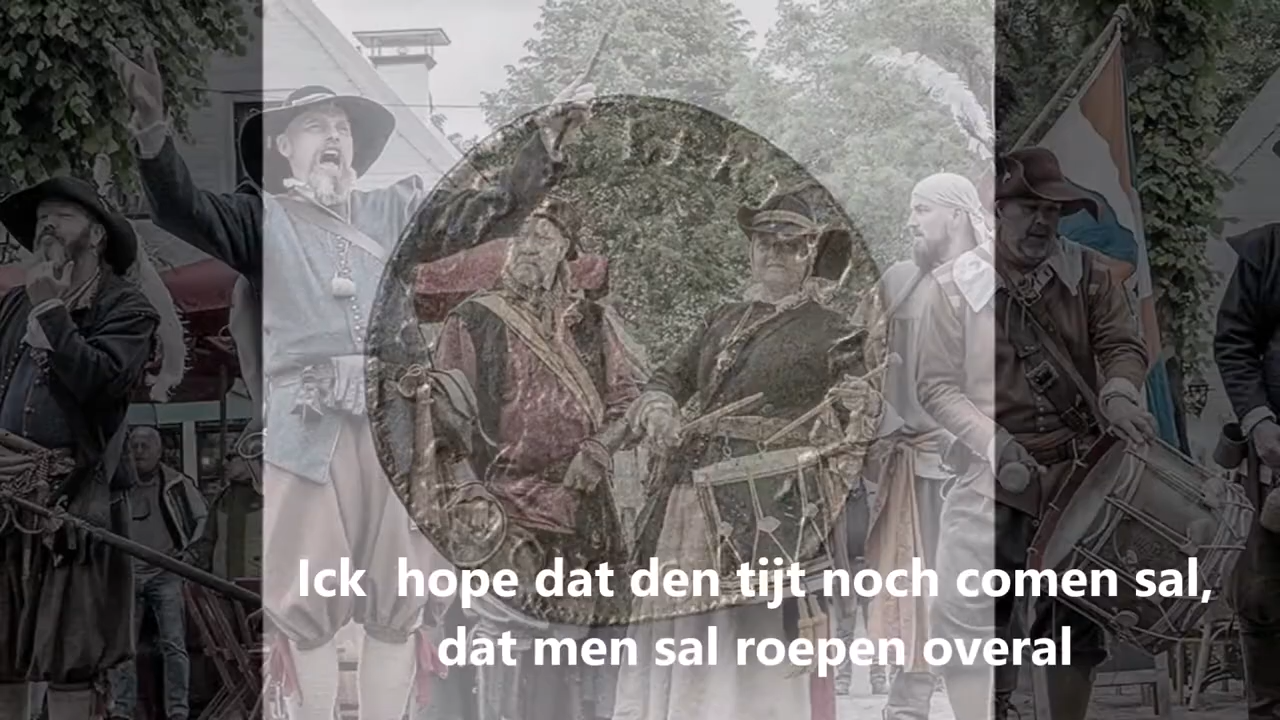 Ick  hope dat den tijt noch comen sal,
dat men sal roepen overal